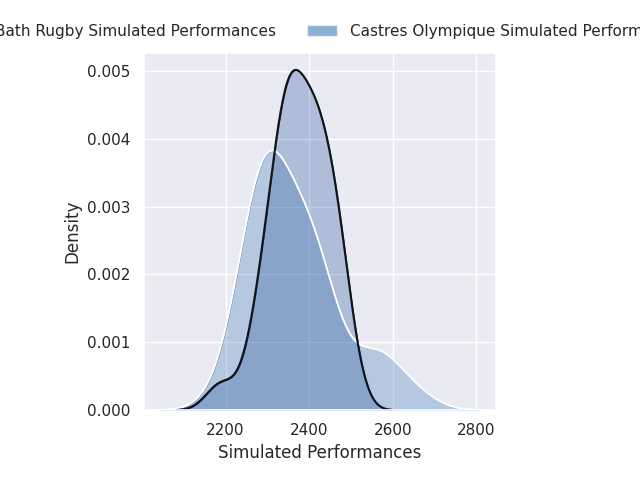 Bath Rugby Simulated Performances Castres Olympique Simulated Perform
0.005
0.004
0.003
0.002
0.001
0.000
Density
2200 2400 2600 2800
Simulated Performances